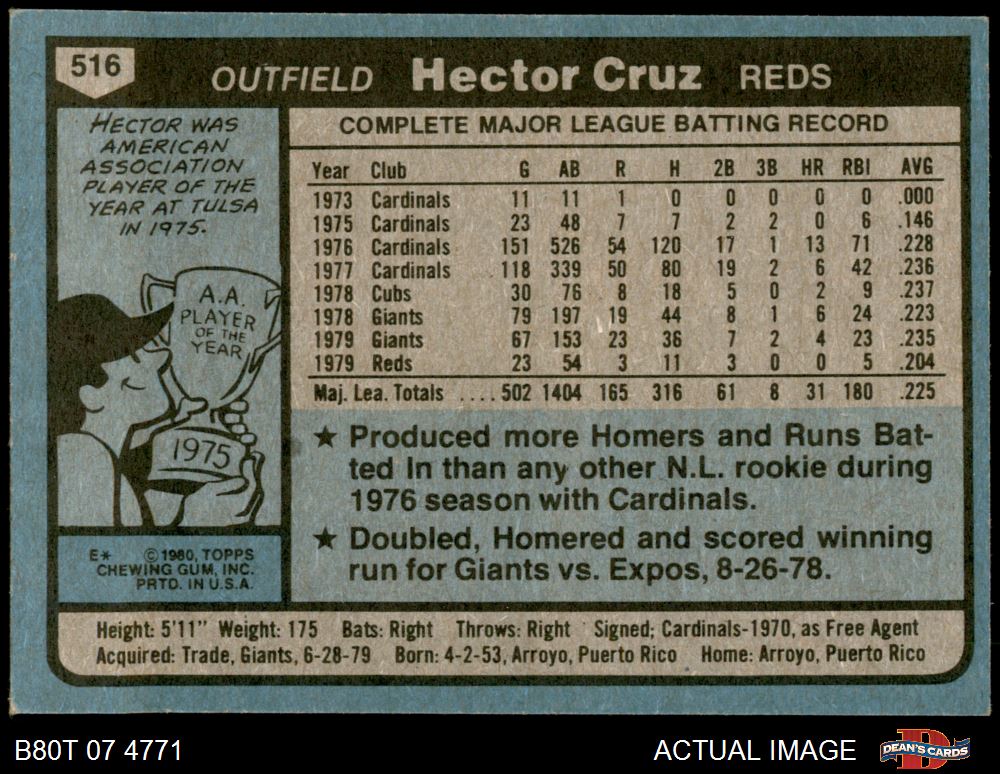 516
OUTFIELD Hector Cruz REDS
HECTOR WAS
AMERICAN
ASSOCIATION
PLAYER OF THE
YEAR AT TULSA
IN 1975.
A.A.
PLAYER
OF THE
YEAR
1975
E* © 1980, TOPPS
CHEWING GUM, INC.
PRTD. IN U.S.A.
COMPLETE MAJOR LEAGUE BATTING RECORD
Year Club G AB R H 2B 3B HR RBI AVG
1973 Cardinals 11 11 1 0 0 0 0 0 .000
1975 Cardinals 23 48 7 7 2 2 0 6 .146
1976 Cardinals 151 526 54 120 17 1 13 71 .228
1977 Cardinals 118 339 50 80 19 2 6 42 .236
1978 Cubs 30 76 8 18 5 0 2 9 .237
1978 Giants 79 197 19 44 8 1 6 24 .223
1979 Giants 67 153 23 36 7 2 4 23 .235
1979 Reds 23 54 3 11 3 0 0 5 .204
Maj. Lea. Totals .... 502 1404 165 316 61 8 31 180 .225
★ Produced more Homers and Runs Bat-
ted In than any other N.L. rookie during
1976 season with Cardinals.
★ Doubled, Homered and scored winning
run for Giants vs. Expos, 8-26-78.
Height: 5'11" Weight: 175 Bats: Right Throws: Right Signed: Cardinals-1970, as Free Agent
Acquired: Trade, Giants, 6-28-79 Born: 4-2-53, Arroyo, Puerto Rico Home: Arroyo, Puerto Rico
B80T 07 4771 ACTUAL IMAGE DEAN'S CARDS